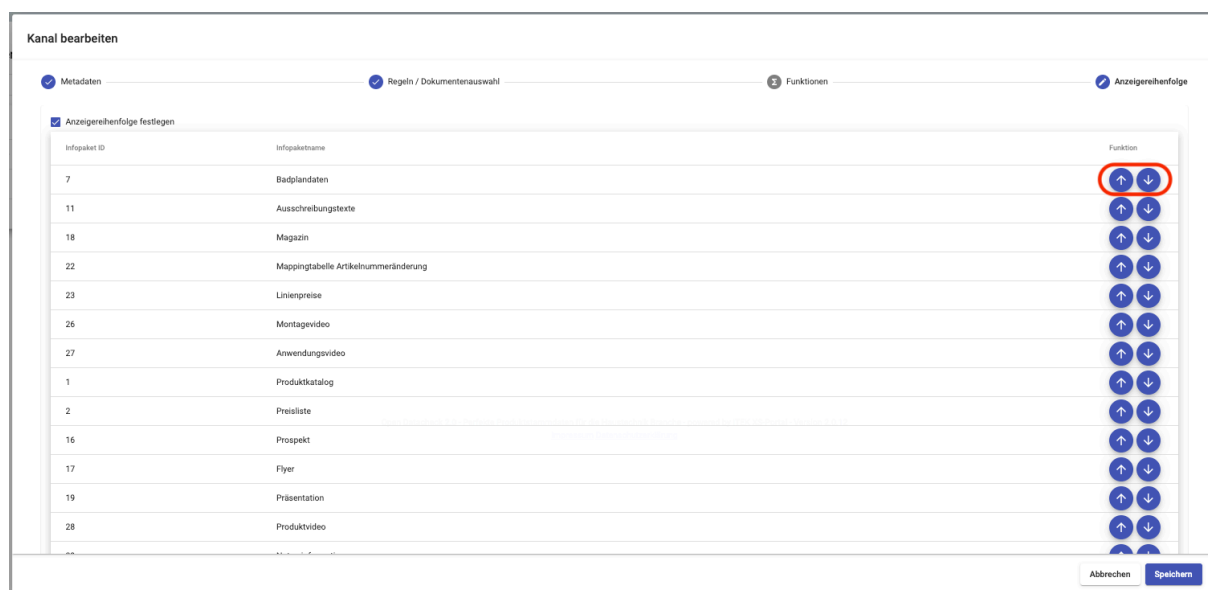 Kanal bearbeiten
Metadaten Regeln / Dokumentenauswahl Funktionen Anzeigereihenfolge
Anzeigereihenfolge festlegen
Infopaket ID Infopaketname Funktion
7 Badplandaten
11 Ausschreibungstexte
18 Magazin
22 Mappingtabelle Artikelnummeränderung
23 Linienpreise
26 Montagevideo
27 Anwendungsvideo
1 Produktkatalog
2 Preisliste
16 Prospekt
17 Flyer
19 Präsentation
28 Produktvideo
Abbrechen Speichern